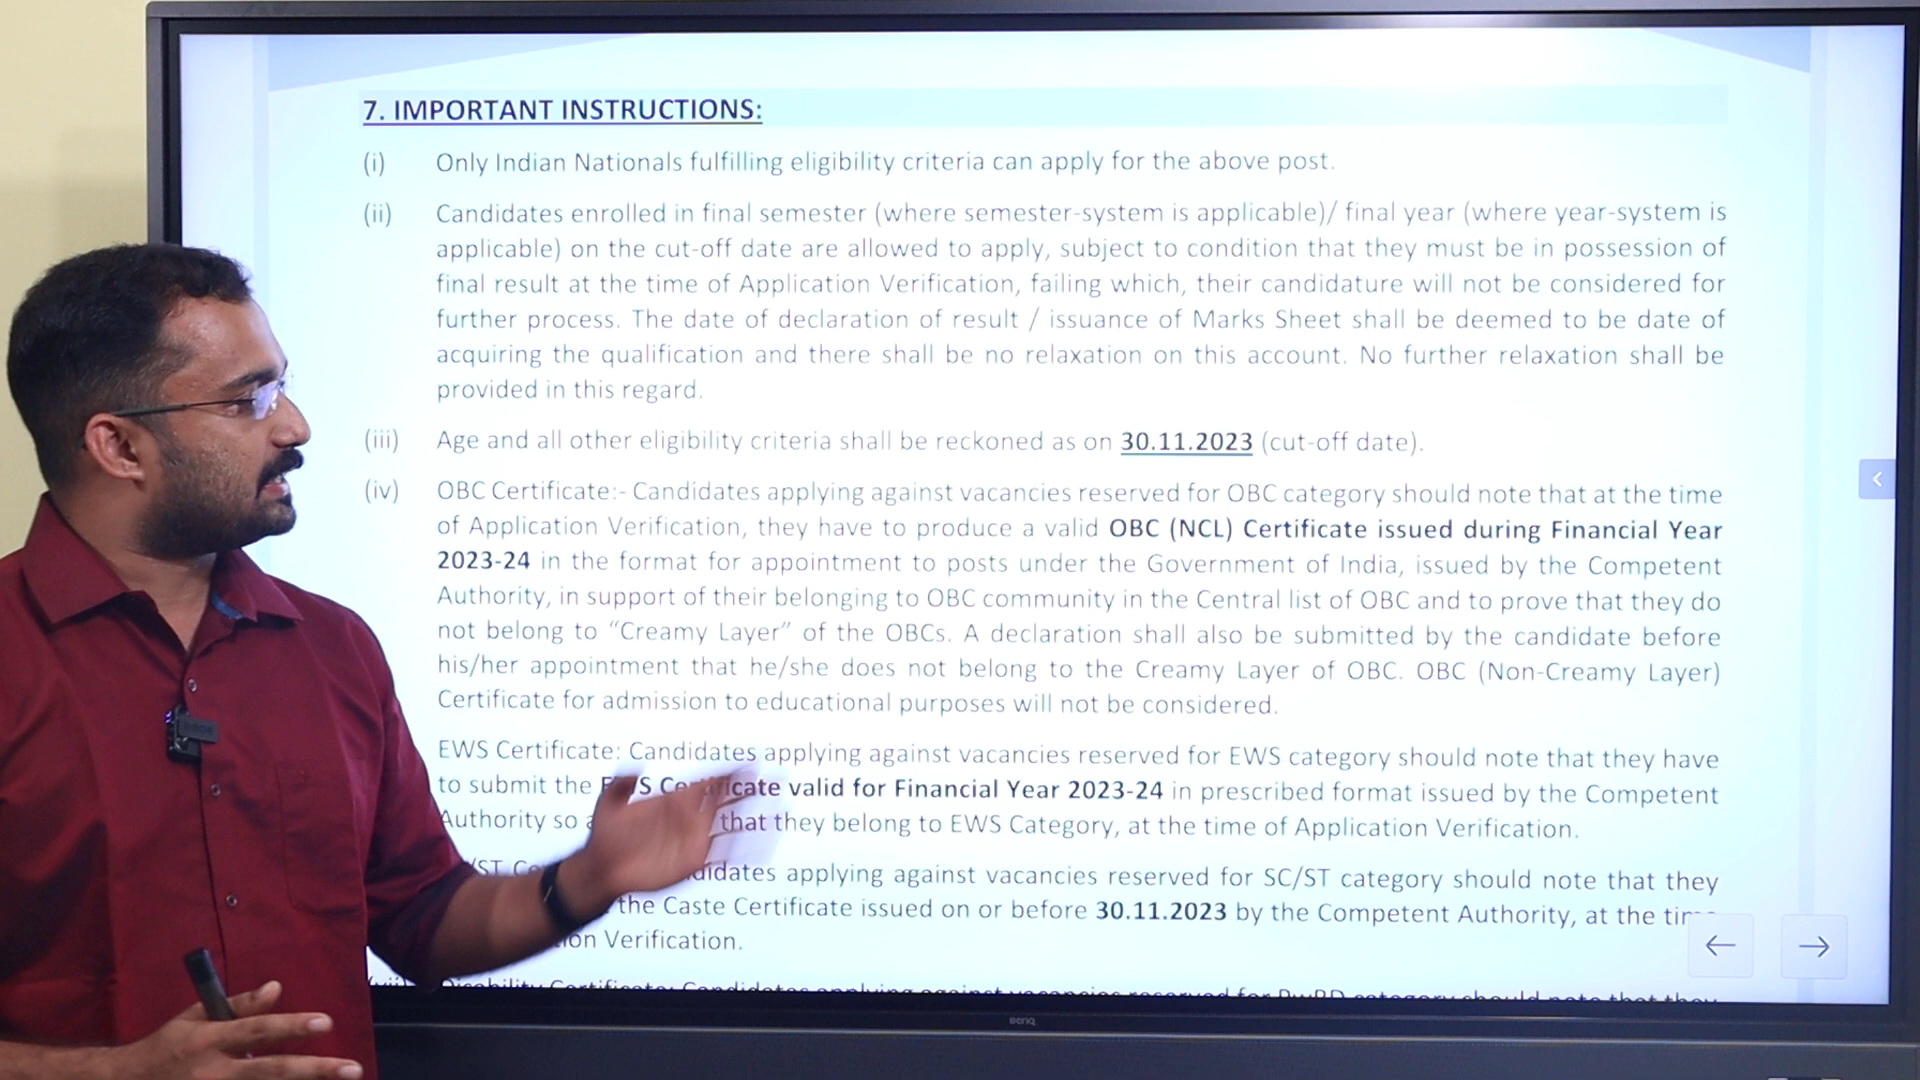 7. IMPORTANT INSTRUCTIONS:
(i) Only Indian Nationals fulfilling eligibility criteria can apply for the above post.
(ii) Candidates enrolled in final semester (where semester-system is applicable)/ final year (where year-system is
applicable) on the cut-off date are allowed to apply, subject to condition that they must be in possession of
final result at the time of Application Verification, failing which, their candidature will not be considered for
further process. The date of declaration of result / issuance of Marks Sheet shall be deemed to be date of
acquiring the qualification and there shall be no relaxation on this account. No further relaxation shall be
provided in this regard.
(iii) Age and all other eligibility criteria shall be reckoned as on 30.11.2023 (cut-off date).
(iv) OBC Certificate:- Candidates applying against vacancies reserved for OBC category should note that at the time
of Application Verification, they have to produce a valid OBC (NCL) Certificate issued during Financial Year
2023-24 in the format for appointment to posts under the Government of India, issued by the Competent
Authority, in support of their belonging to OBC community in the Central list of OBC and to prove that they do
not belong to “Creamy Layer” of the OBCs. A declaration shall also be submitted by the candidate before
his/her appointment that he/she does not belong to the Creamy Layer of OBC. OBC (Non-Creamy Layer)
Certificate for admission to educational purposes will not be considered.
EWS Certificate: Candidates applying against vacancies reserved for EWS category should note that they have
to submit the valid for Financial Year 2023-24 in prescribed format issued by the Competent
Authority so that they belong to EWS Category, at the time of Application Verification.
applying against vacancies reserved for SC/ST category should note that they
the Caste Certificate issued on or before 30.11.2023 by the Competent Authority, at the
Verification.
Disability Certificate: Candidates applying against vacancies reserved for PwBD category should note that they
BenQ